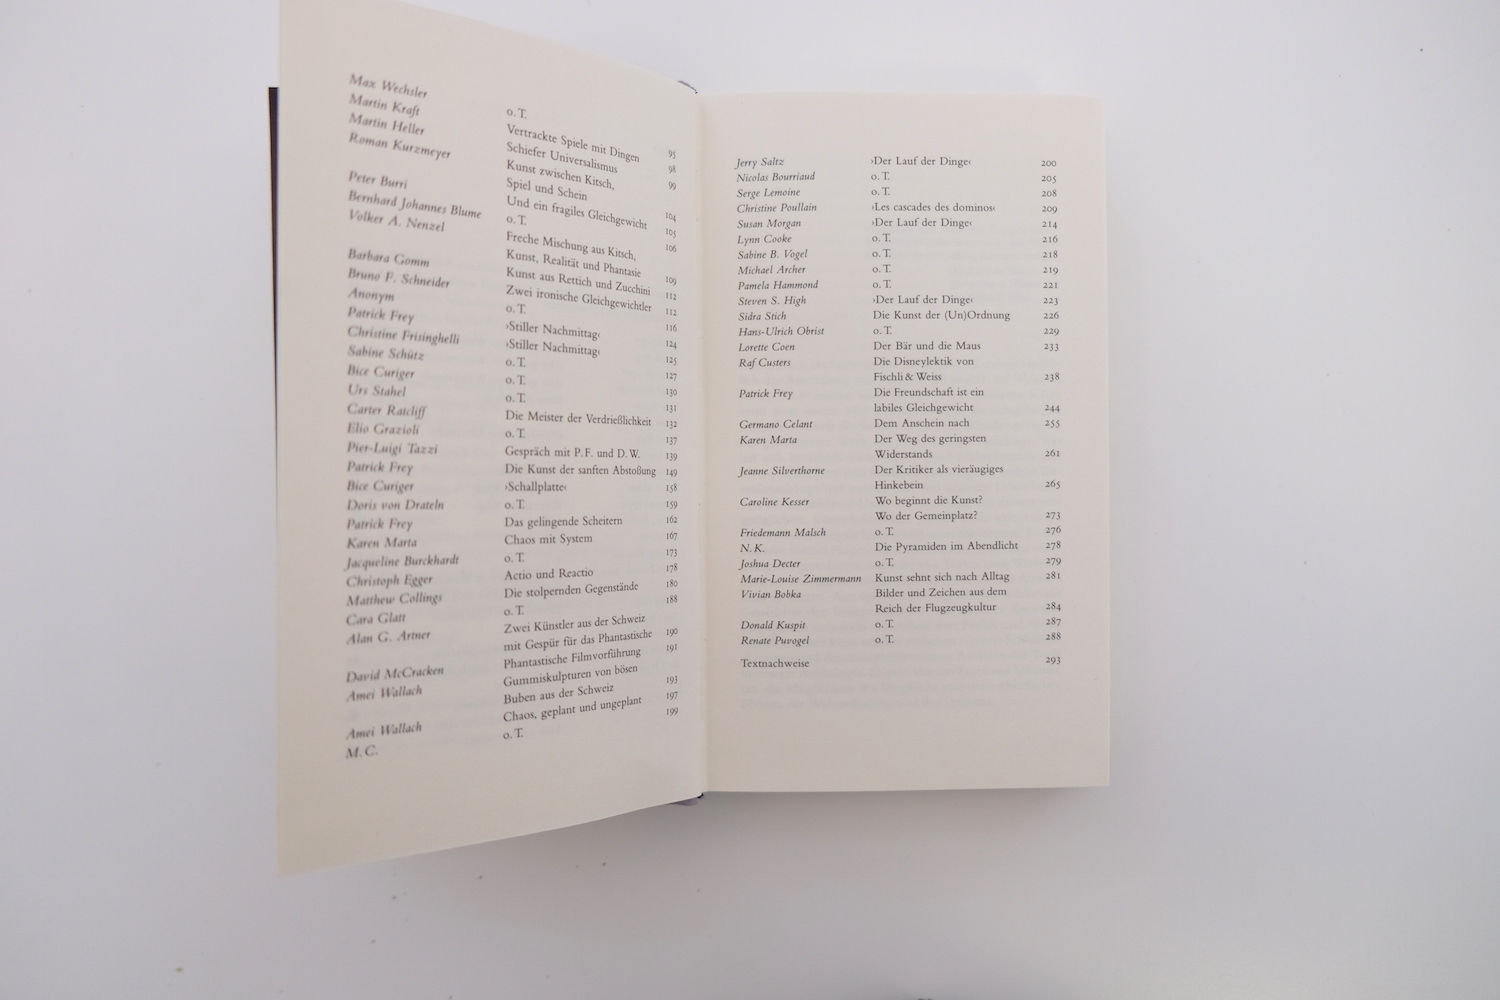 Max Wechsler o. T. 95
Martin Kraft Vertrackte Spiele mit Dingen 98
Martin Heller Schiefer Universalismus 99
Roman Kurzmeyer Kunst zwischen Kitsch,
Spiel und Schein 104
Peter Burri Und ein fragiles Gleichgewicht 105
Bernhard Johannes Blume o. T. 106
Volker A. Nenzel Freche Mischung aus Kitsch,
Kunst, Realität und Phantasie 109
Barbara Gomm Kunst aus Rettich und Zucchini 112
Bruno F. Schneider Zwei ironische Gleichgewichtler 112
Anonym o. T. 116
Patrick Frey ›Stiller Nachmittag‹ 124
Christine Frisinghelli ›Stiller Nachmittag‹ 125
Sabine Schütz o. T. 127
Bice Curiger o. T. 130
Urs Stahel o. T. 131
Carter Ratcliff Die Meister der Verdrießlichkeit 132
Elio Grazioli o. T. 137
Pier-Luigi Tazzi Gespräch mit P. F. und D. W. 139
Patrick Frey Die Kunst der sanften Abstoßung 149
Bice Curiger ›Schallplatte‹ 158
Doris von Drateln o. T. 159
Patrick Frey Das gelingende Scheitern 162
Karen Marta Chaos mit System 167
Jacqueline Burckhardt o. T. 173
Christoph Egger Actio und Reactio 178
Matthew Collings Die stolpernden Gegenstände 180
Cara Glatt o. T. 188
Alan G. Artner Zwei Künstler aus der Schweiz
mit Gespür für das Phantastische 190
David McCracken Phantastische Filmvorführung 191
Amei Wallach Gummiskulpturen von bösen
Buben aus der Schweiz 193
Amei Wallach Chaos, geplant und ungeplant 197
M. C. o. T. 199
Jerry Saltz ›Der Lauf der Dinge‹ 200
Nicolas Bourriaud o. T. 205
Serge Lemoine o. T. 208
Christine Poullain ›Les cascades des dominos‹ 209
Susan Morgan ›Der Lauf der Dinge‹ 214
Lynn Cooke o. T. 216
Sabine B. Vogel o. T. 218
Michael Archer o. T. 219
Pamela Hammond o. T. 221
Steven S. High ›Der Lauf der Dinge‹ 223
Sidra Stich Die Kunst der (Un)Ordnung 226
Hans-Ulrich Obrist o. T. 229
Lorette Coen Der Bär und die Maus 233
Raf Custers Die Disneylektik von
Fischli & Weiss 238
Patrick Frey Die Freundschaft ist ein
labiles Gleichgewicht 244
Germano Celant Dem Anschein nach 255
Karen Marta Der Weg des geringsten
Widerstands 261
Jeanne Silverthorne Der Kritiker als vieräugiges
Hinkebein 265
Caroline Kesser Wo beginnt die Kunst?
Wo der Gemeinplatz? 273
Friedemann Malsch o. T. 276
N. K. Die Pyramiden im Abendlicht 278
Joshua Decter o. T. 279
Marie-Louise Zimmermann Kunst sehnt sich nach Alltag 281
Vivian Bobka Bilder und Zeichen aus dem
Reich der Flugzeugkultur 284
Donald Kuspit o. T. 287
Renate Puvogel o. T. 288
Textnachweise 293